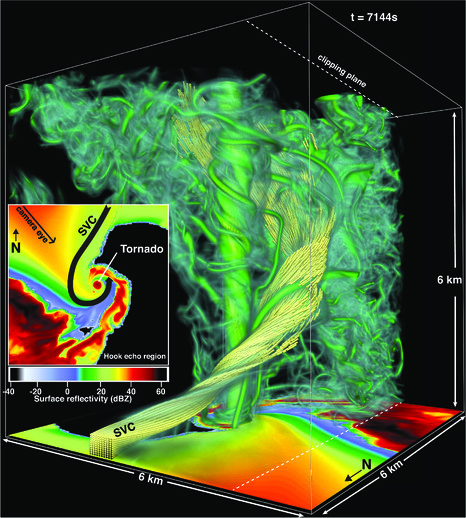 t = 7144s
clipping plane
6 km
camera eye
N
SVC
Tornado
Hook echo region
-40 -20 0 20 40 60
Surface reflectivity (dBZ)
SVC
6 km
N
6 km